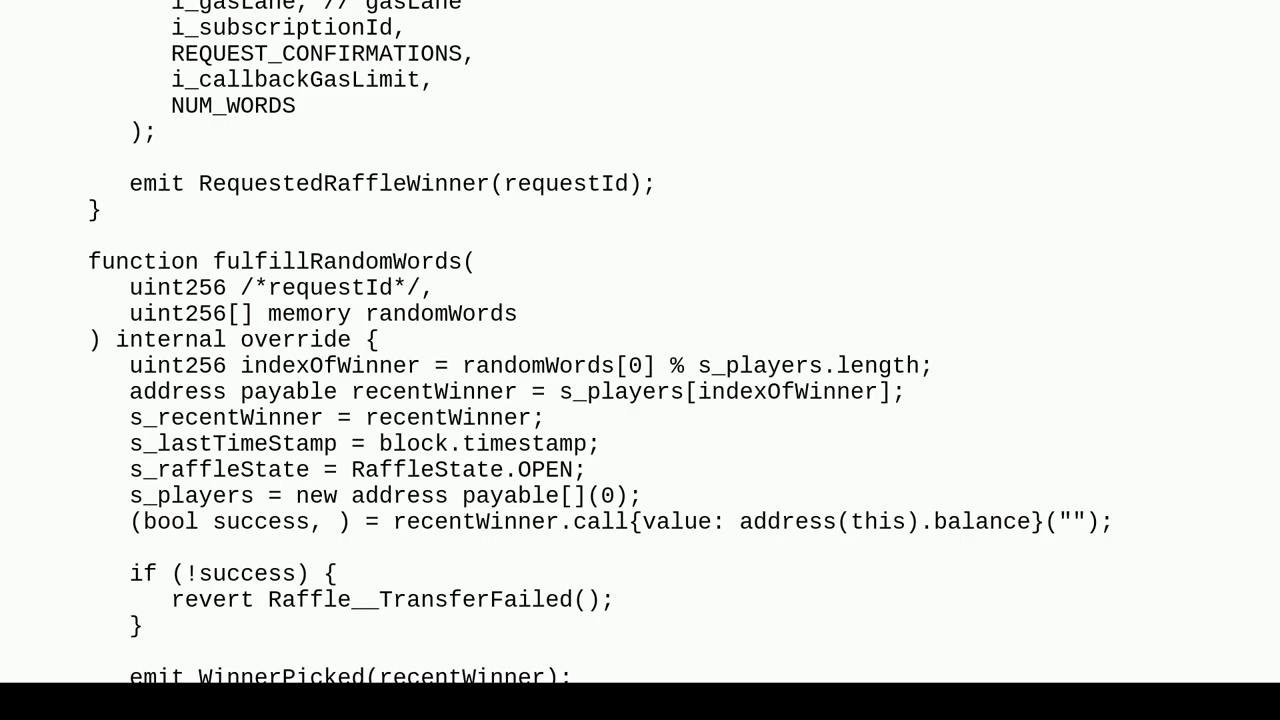 i_gasLane, // gasLane
i_subscriptionId,
REQUEST_CONFIRMATIONS,
i_callbackGasLimit,
NUM_WORDS
);
emit RequestedRaffleWinner(requestId);
}
function fulfillRandomWords(
uint256 /*requestId*/,
uint256[] memory randomWords
) internal override {
uint256 indexOfWinner = randomWords[0] % s_players.length;
address payable recentWinner = s_players[indexOfWinner];
s_recentWinner = recentWinner;
s_lastTimeStamp = block.timestamp;
s_raffleState = RaffleState.OPEN;
s_players = new address payable[](0);
(bool success, ) = recentWinner.call{value: address(this).balance}("");
if (!success) {
revert Raffle__TransferFailed();
}
emit WinnerPicked(recentWinner);